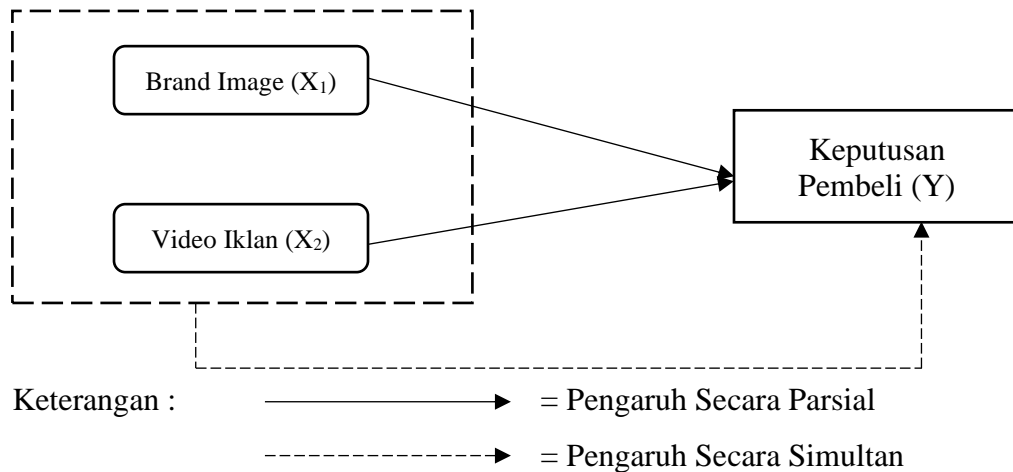 Brand Image (X₁)
Keputusan
Pembeli (Y)
Video Iklan (X₂)
Keterangan :
= Pengaruh Secara Parsial
= Pengaruh Secara Simultan